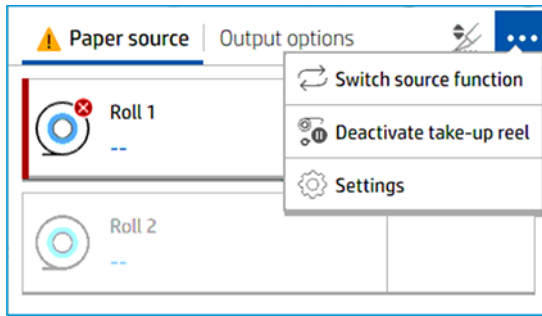 Paper source
Output options
Switch source function
Roll 1
--
Deactivate take-up reel
Settings
Roll 2
--